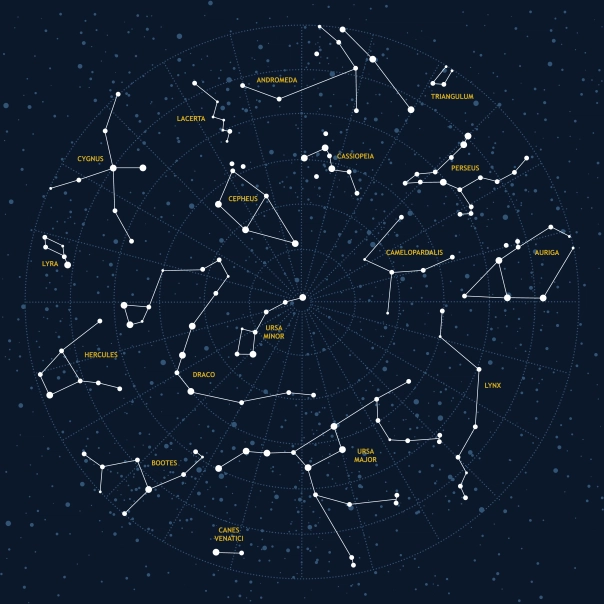 ANDROMEDA
TRIANGULUM
LACERTA
CYGNUS
CASSIOPEIA
PERSEUS
CEPHEUS
CAMELOPARDALIS
AURIGA
LYRA
URSA
MINOR
HERCULES
DRACO
LYNX
URSA
MAJOR
BOOTES
CANES
VENATICI